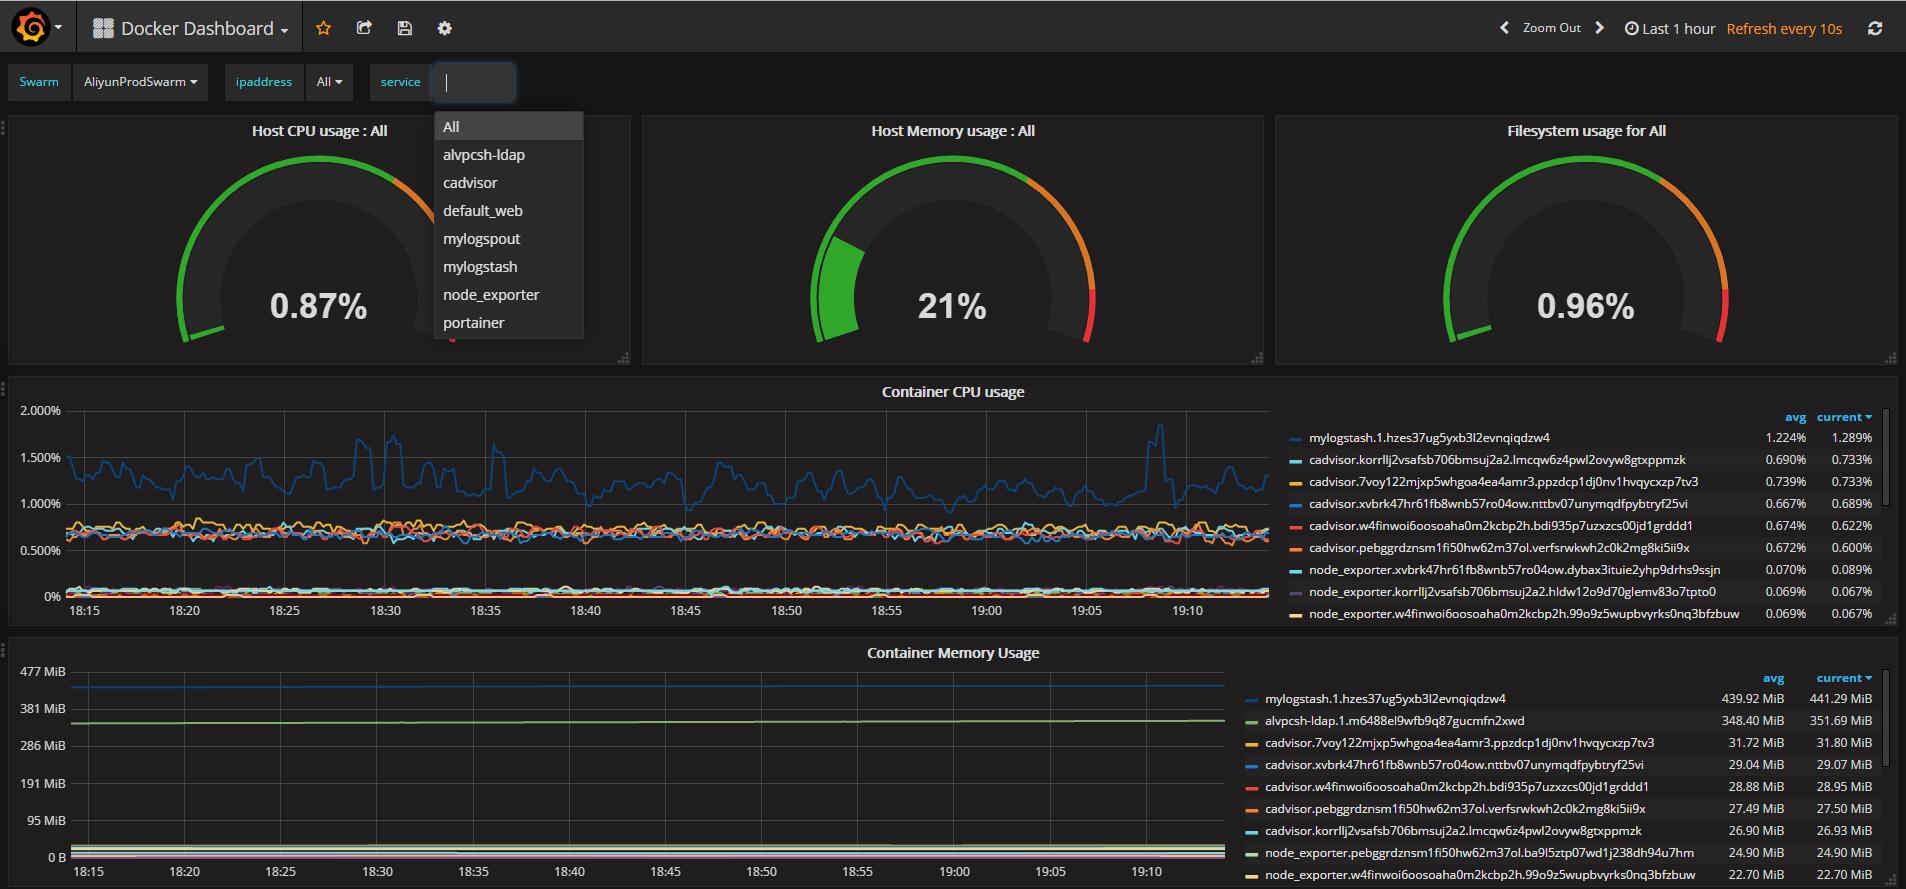 Docker Dashboard
Zoom Out
Last 1 hour
Refresh every 10s
Swarm
AliyunProdSwarm
ipaddress
All
service
All
alvpcsh-ldap
cadvisor
default_web
mylogspout
mylogstash
node_exporter
portainer
Host CPU usage : All
0.87%
Host Memory usage : All
21%
Filesystem usage for All
0.96%
Container CPU usage
2.000%
1.500%
1.000%
0.500%
0%
18:15 18:20 18:25 18:30 18:35 18:40 18:45 18:50 18:55 19:00 19:05 19:10
avg current
mylogstash.1.hzes37ug5yxb3l2evnqiqdzw4 1.224% 1.289%
cadvisor.korrllj2vsafsb706bmsuj2a2.lmcqw6z4pwl2ovyw8gtxppmzk 0.690% 0.733%
cadvisor.7voy122mjxp5whgoa4ea4amr3.ppzdcp1dj0nv1hvqycxzp7tv3 0.739% 0.733%
cadvisor.xvbrk47hr61fb8wnb57ro04ow.nttbv07unymqdfpybtryf25vi 0.667% 0.689%
cadvisor.w4finwoi6oosoaha0m2kcbp2h.bdi935p7uzxzcs00jd1grddd1 0.674% 0.622%
cadvisor.pebggrdznsm1fi50hw62m37ol.verfsrwkwh2c0k2mg8ki5ii9x 0.672% 0.600%
node_exporter.xvbrk47hr61fb8wnb57ro04ow.dybax3ituie2yhp9drhs9ssjn 0.070% 0.089%
node_exporter.korrllj2vsafsb706bmsuj2a2.hldw12o9d70glemv83o7tpto0 0.069% 0.067%
node_exporter.w4finwoi6oosoaha0m2kcbp2h.99o9z5wupbvyrks0nq3bfzbuw 0.069% 0.067%
Container Memory Usage
477 MiB
381 MiB
286 MiB
191 MiB
95 MiB
0 B
18:15 18:20 18:25 18:30 18:35 18:40 18:45 18:50 18:55 19:00 19:05 19:10
avg current
mylogstash.1.hzes37ug5yxb3l2evnqiqdzw4 439.92 MiB 441.29 MiB
alvpcsh-ldap.1.m6488el9wfb9q87gucmfn2xwd 348.40 MiB 351.69 MiB
cadvisor.7voy122mjxp5whgoa4ea4amr3.ppzdcp1dj0nv1hvqycxzp7tv3 31.72 MiB 31.80 MiB
cadvisor.xvbrk47hr61fb8wnb57ro04ow.nttbv07unymqdfpybtryf25vi 29.04 MiB 29.07 MiB
cadvisor.w4finwoi6oosoaha0m2kcbp2h.bdi935p7uzxzcs00jd1grddd1 28.88 MiB 28.95 MiB
cadvisor.pebggrdznsm1fi50hw62m37ol.verfsrwkwh2c0k2mg8ki5ii9x 27.49 MiB 27.50 MiB
cadvisor.korrllj2vsafsb706bmsuj2a2.lmcqw6z4pwl2ovyw8gtxppmzk 26.90 MiB 26.93 MiB
node_exporter.pebggrdznsm1fi50hw62m37ol.ba9l5ztp07wd1j238dh94u7hm 24.90 MiB 24.90 MiB
node_exporter.w4finwoi6oosoaha0m2kcbp2h.99o9z5wupbvyrks0nq3bfzbuw 22.70 MiB 22.70 MiB